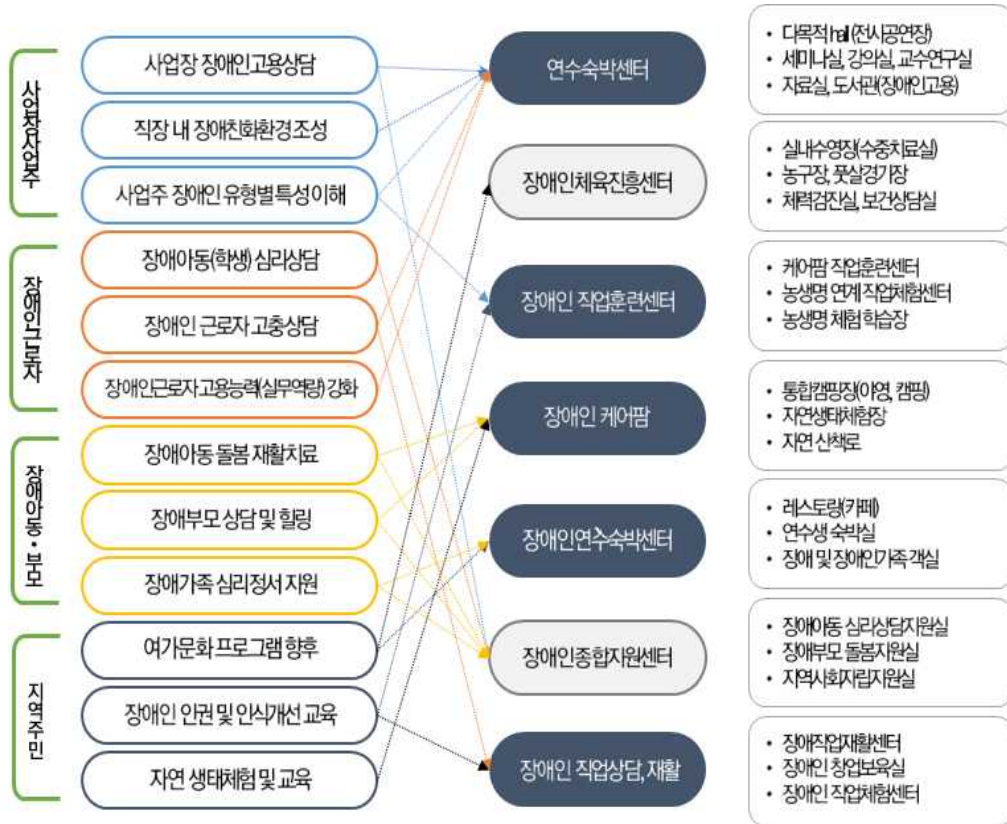 사업장사업주
사업장 장애인고용상담
직장 내 장애친화환경 조성
사업주 장애인 유형별 특성 이해
장애인근로자
장애아동(학생) 심리상담
장애인 근로자 고충상담
장애인근로자 고용능력(실무역량) 강화
장애아동·부모
장애아동 돌봄 재활치료
장애부모 상담 및 힐링
장애가족 심리정서 지원
지역주민
여가문화 프로그램 향후
장애인 인권 및 인식개선 교육
자연 생태체험 및 교육
연수숙박센터
장애인체육진흥센터
장애인 직업훈련센터
장애인 케어팜
장애인연수숙박센터
장애인종합지원센터
장애인 직업상담, 재활
• 다목적 hall (전시공연장)
• 세미나실, 강의실, 교수연구실
• 자료실, 도서관(장애인고용)
• 실내수영장(수중치료실)
• 농구장, 풋살경기장
• 체력검진실, 보건상담실
• 케어팜 직업훈련센터
• 농생명 연계 직업체험센터
• 농생명 체험 학습장
• 통합캠핑장(야영, 캠핑)
• 자연생태체험장
• 자연 산책로
• 레스토랑(카페)
• 연수생 숙박실
• 장애 및 장애인가족 객실
• 장애아동 심리상담지원실
• 장애부모 돌봄지원실
• 지역사회자립지원실
• 장애직업재활센터
• 장애인 창업보육실
• 장애인 직업체험센터